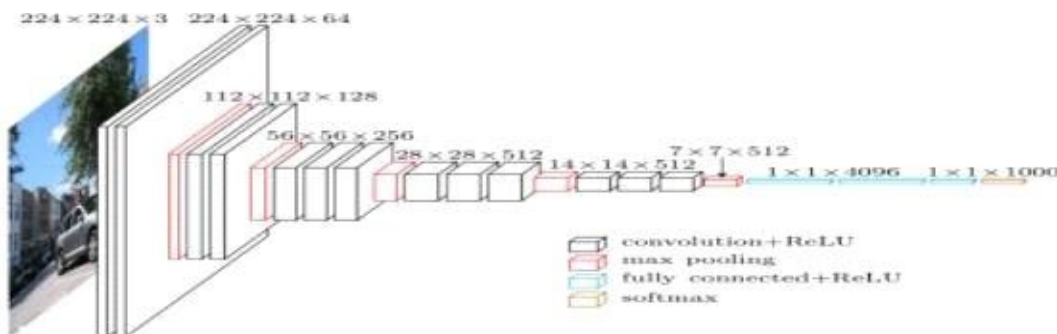 224 × 224 × 3
224 × 224 × 64
112 × 112 × 128
56 × 56 × 256
28 × 28 × 512
14 × 14 × 512
7 × 7 × 512
1 × 1 × 4096
1 × 1 × 1000
convolution+ReLU
max pooling
fully connected+ReLU
softmax